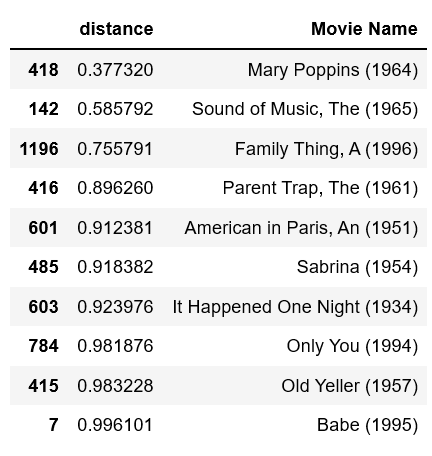 distance Movie Name
418 0.377320 Mary Poppins (1964)
142 0.585792 Sound of Music, The (1965)
1196 0.755791 Family Thing, A (1996)
416 0.896260 Parent Trap, The (1961)
601 0.912381 American in Paris, An (1951)
485 0.918382 Sabrina (1954)
603 0.923976 It Happened One Night (1934)
784 0.981876 Only You (1994)
415 0.983228 Old Yeller (1957)
7 0.996101 Babe (1995)